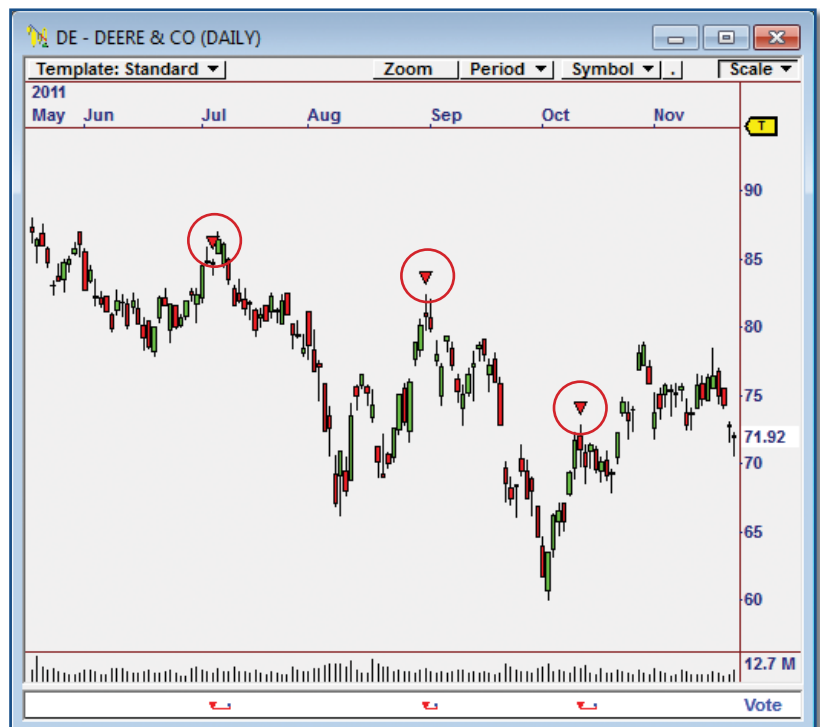 DE - DEERE & CO (DAILY)
Template: Standard Zoom Period Symbol . Scale
2011
May Jun Jul Aug Sep Oct Nov
T
90
85
80
75
71.92
70
65
60
12.7 M
Vote